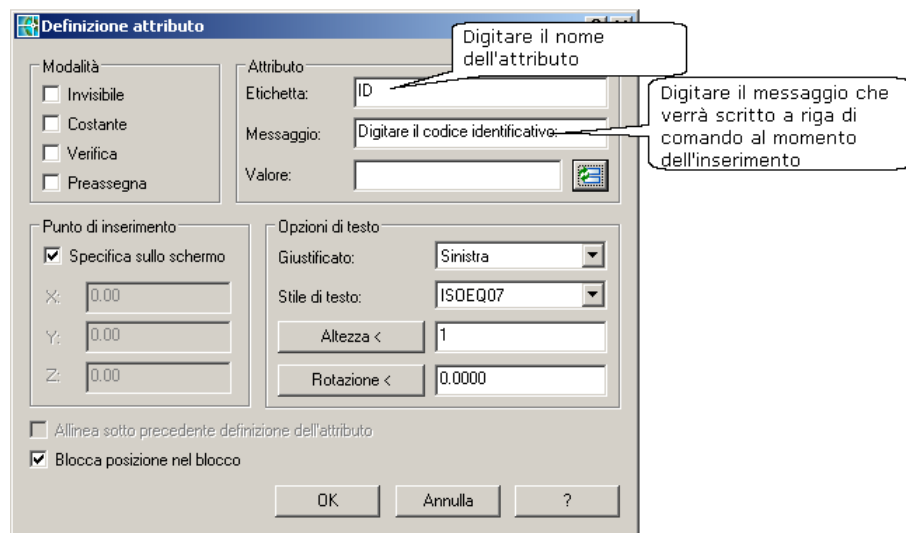 Definizione attributo
Digitare il nome
dell'attributo
Modalità
Invisibile
Costante
Verifica
Preassegna
Attributo
Etichetta:
ID
Messaggio:
Digitare il codice identificativo:
Valore:
Digitare il messaggio che
verrà scritto a riga di
comando al momento
dell'inserimento
Punto di inserimento
Specifica sullo schermo
X:
0.00
Y:
0.00
Z:
0.00
Opzioni di testo
Giustificato:
Sinistra
Stile di testo:
ISOEQ07
Altezza <
1
Rotazione <
0.0000
Allinea sotto precedente definizione dell'attributo
Blocca posizione nel blocco
OK
Annulla
?